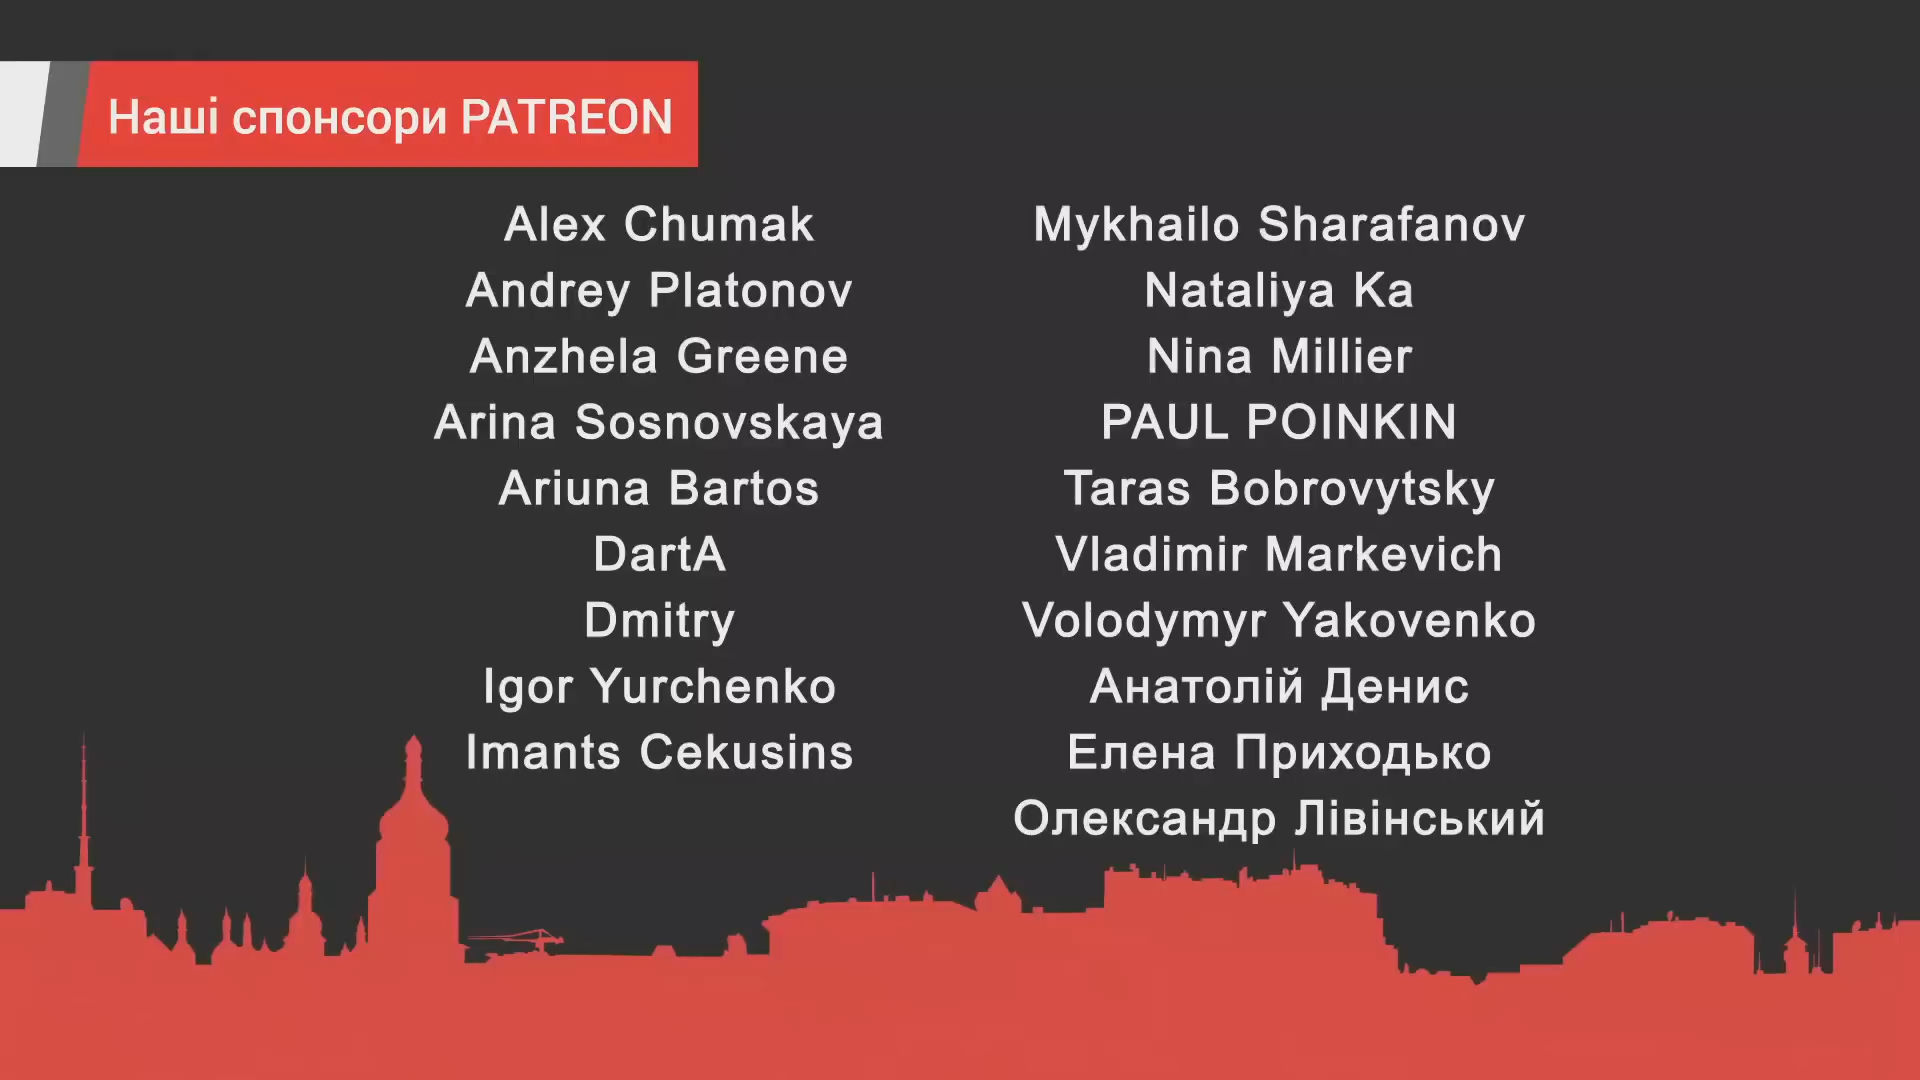 Наші спонсори PATREON
Alex Chumak
Andrey Platonov
Anzhela Greene
Arina Sosnovskaya
Ariuna Bartos
DartA
Dmitry
Igor Yurchenko
Imants Cekusins
Mykhailo Sharafanov
Nataliya Ka
Nina Millier
PAUL POINKIN
Taras Bobrovytsky
Vladimir Markevich
Volodymyr Yakovenko
Анатолій Денис
Елена Приходько
Олександр Лівінський